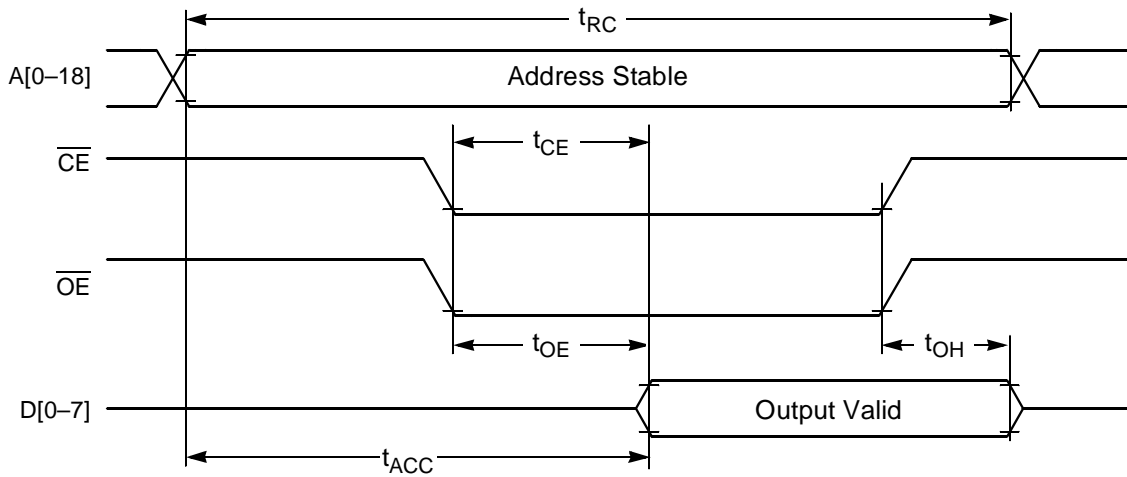 tRC
A[0–18]
Address Stable
tCE
CE
OE
tOE
tOH
D[0–7]
Output Valid
tACC